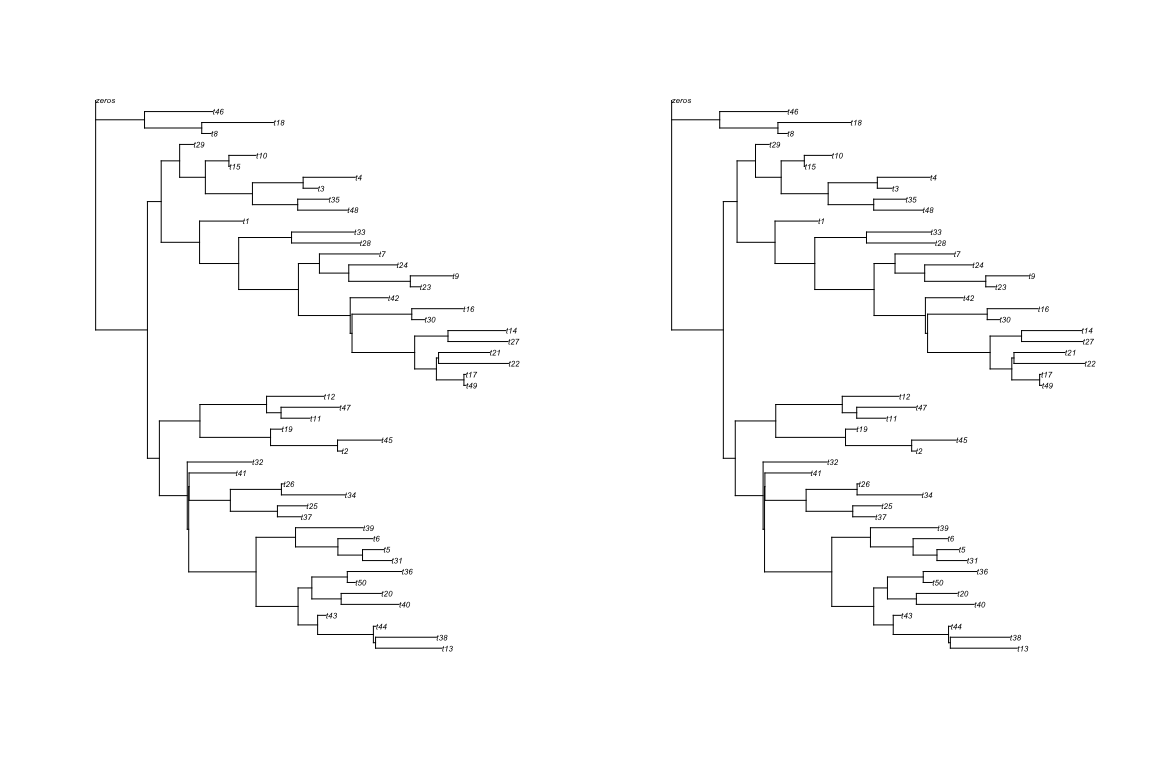 zeros
t46
t18
t8
t29
t10
t15
t4
t3
t35
t48
t1
t33
t28
t7
t24
t9
t23
t42
t16
t30
t14
t27
t21
t22
t17
t49
t12
t47
t11
t19
t45
t2
t32
t41
t26
t34
t25
t37
t39
t6
t5
t31
t36
t50
t20
t40
t43
t44
t38
t13
zeros
t46
t18
t8
t29
t10
t15
t4
t3
t35
t48
t1
t33
t28
t7
t24
t9
t23
t42
t16
t30
t14
t27
t21
t22
t17
t49
t12
t47
t11
t19
t45
t2
t32
t41
t26
t34
t25
t37
t39
t6
t5
t31
t36
t50
t20
t40
t43
t44
t38
t13